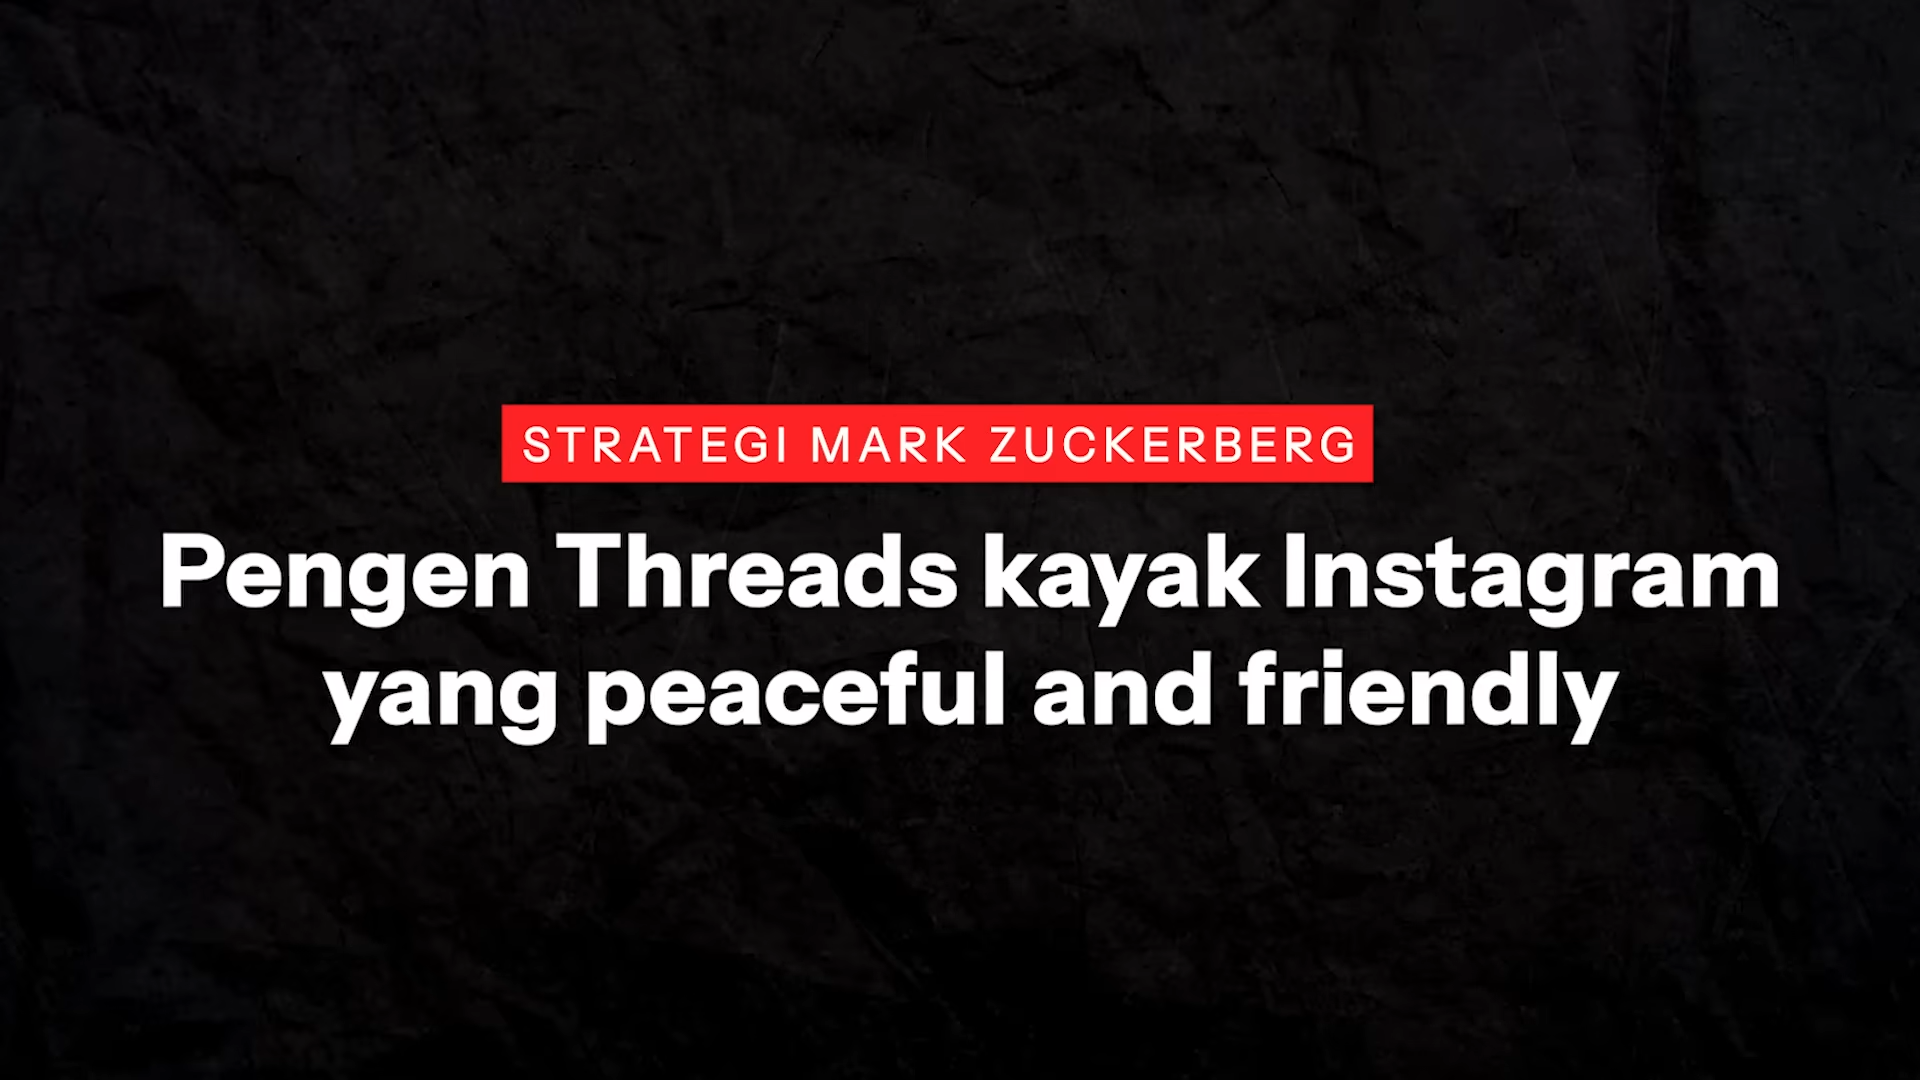 STRATEGI MARK ZUCKERBERG
Pengen Threads kayak Instagram
yang peaceful and friendly